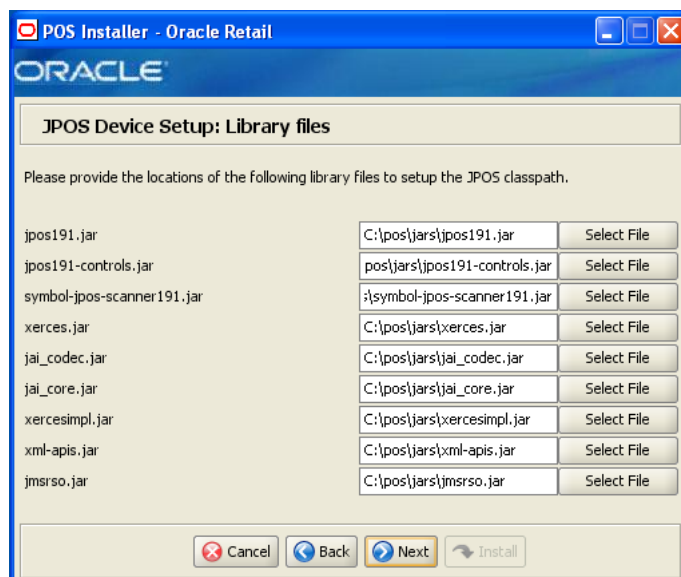 POS Installer - Oracle Retail
ORACLE
JPOS Device Setup: Library files
Please provide the locations of the following library files to setup the JPOS classpath.
jpos191.jar C:\pos\jars\jpos191.jar Select File
jpos191-controls.jar pos\jars\jpos191-controls.jar Select File
symbol-jpos-scanner191.jar \symbol-jpos-scanner191.jar Select File
xerces.jar C:\pos\jars\xerces.jar Select File
jai_codec.jar C:\pos\jars\jai_codec.jar Select File
jai_core.jar C:\pos\jars\jai_core.jar Select File
xercesimpl.jar C:\pos\jars\xercesimpl.jar Select File
xml-apis.jar C:\pos\jars\xml-apis.jar Select File
jmsrso.jar C:\pos\jars\jmsrso.jar Select File
Cancel Back Next Install